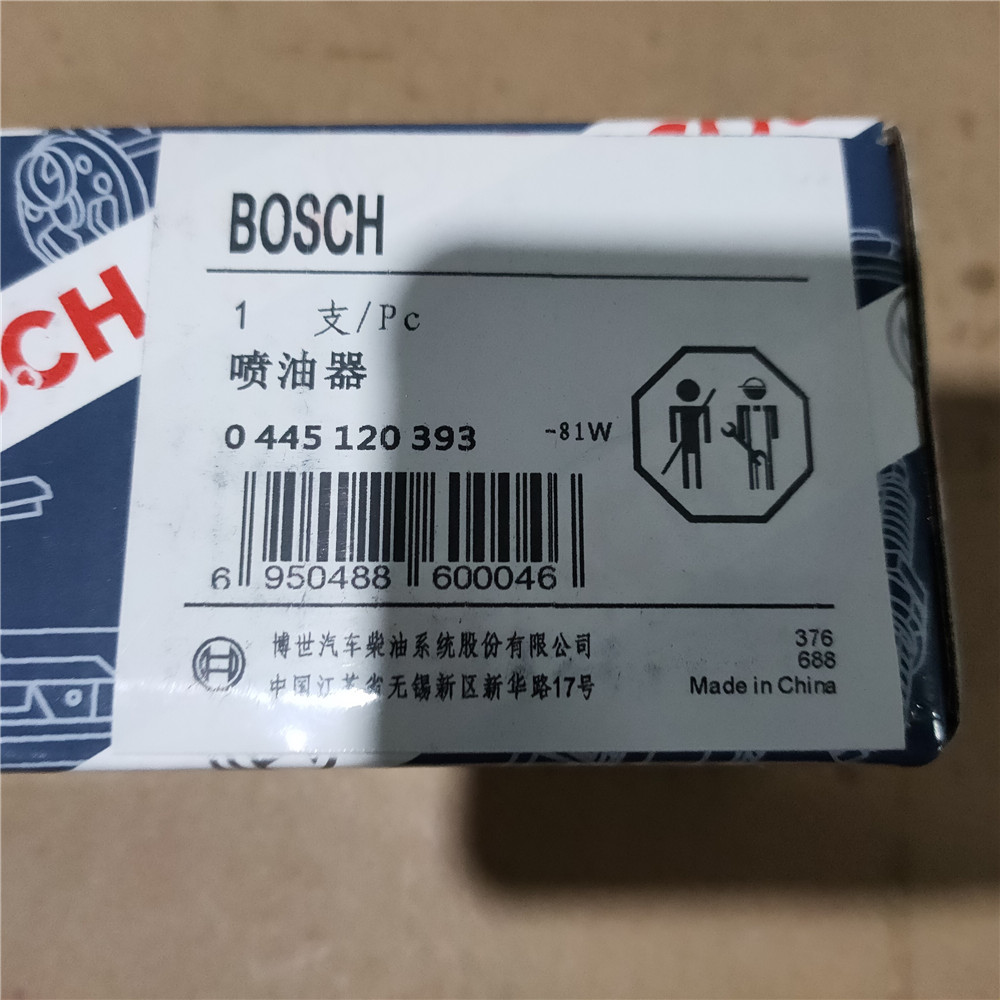 BOSCH
BOSCH
1 支/Pc
喷油器
0 445 120 393 -81W
6 950488 600046
博世汽车柴油系统股份有限公司 376
688
中国江苏省无锡新区新华路17号 Made in China